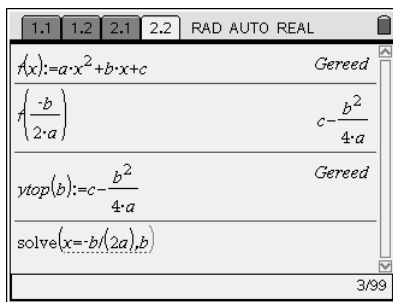 1.1 1.2 2.1 2.2 RAD AUTO REAL
f(x):=a·x²+b·x+c Gereed
f(-b/(2·a)) c-b²/(4·a)
ytop(b):=c-b²/(4·a) Gereed
solve(x=-b/(2a),b)
3/99